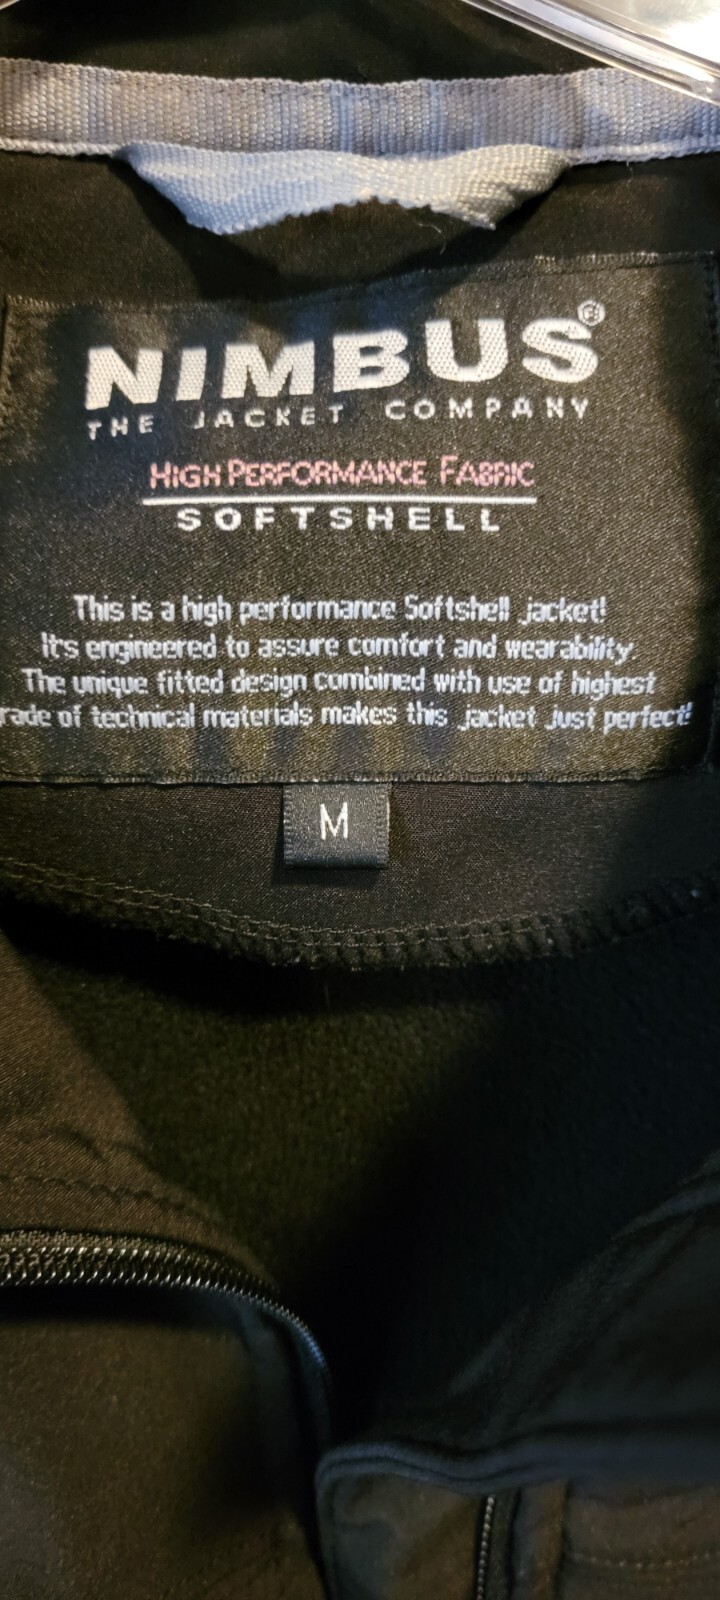 NIMBUS®
THE JACKET COMPANY
HIGH PERFORMANCE FABRIC
SOFTSHELL
This is a high performance Softshell jacket!
It's engineered to assure comfort and wearability.
The unique fitted design combined with use of highest
rade of technical materials makes this jacket just perfect!
M